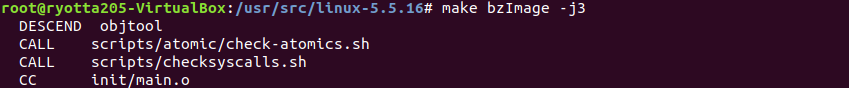 root@ryotta205-VirtualBox:/usr/src/linux-5.5.16# make bzImage -j3
DESCEND objtool
CALL scripts/atomic/check-atomics.sh
CALL scripts/checksyscalls.sh
CC init/main.o